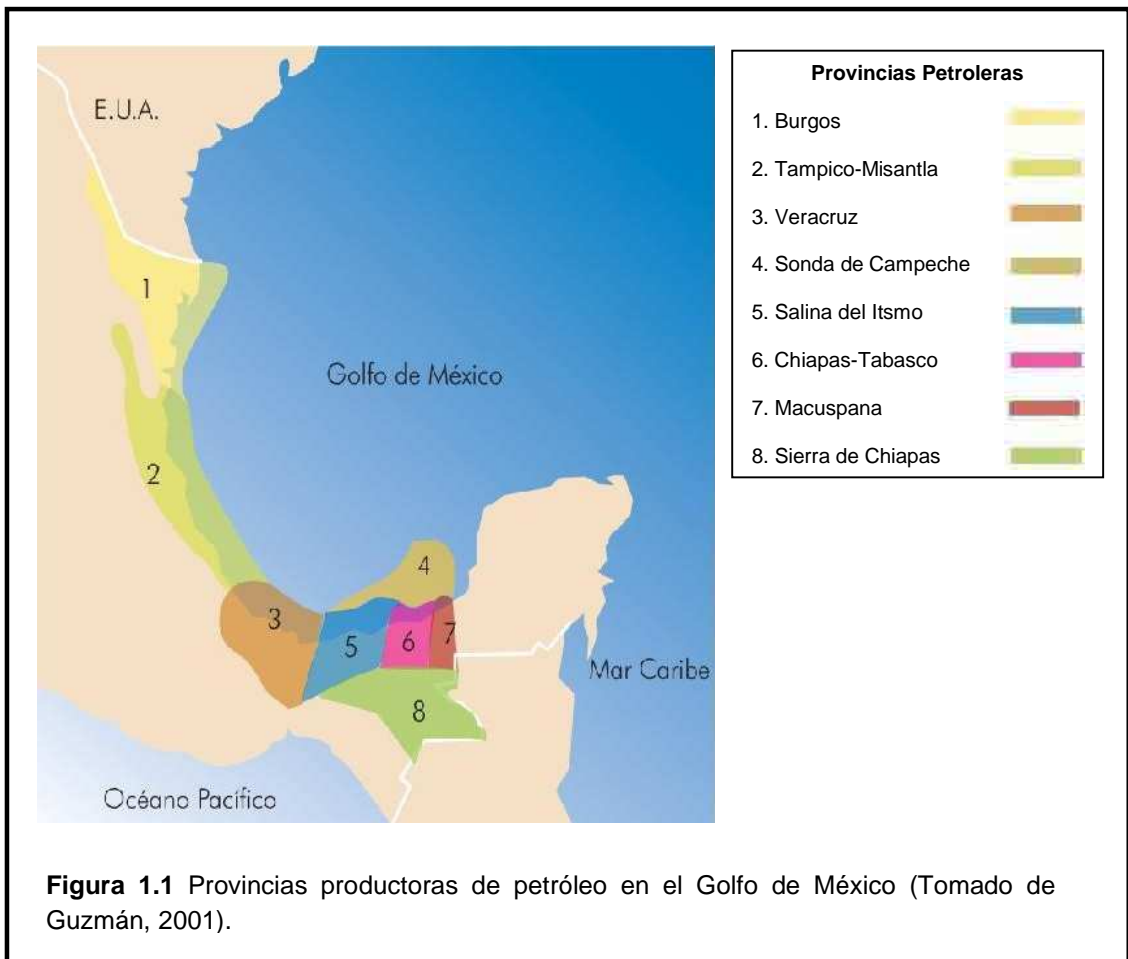 E.U.A.
1
Golfo de México
2
4
3
5
6
7
Mar Caribe
8
Océano Pacífico
Provincias Petroleras
1. Burgos
2. Tampico-Misantla
3. Veracruz
4. Sonda de Campeche
5. Salina del Itsmo
6. Chiapas-Tabasco
7. Macuspana
8. Sierra de Chiapas
Figura 1.1 Provincias productoras de petróleo en el Golfo de México (Tomado de
Guzmán, 2001).